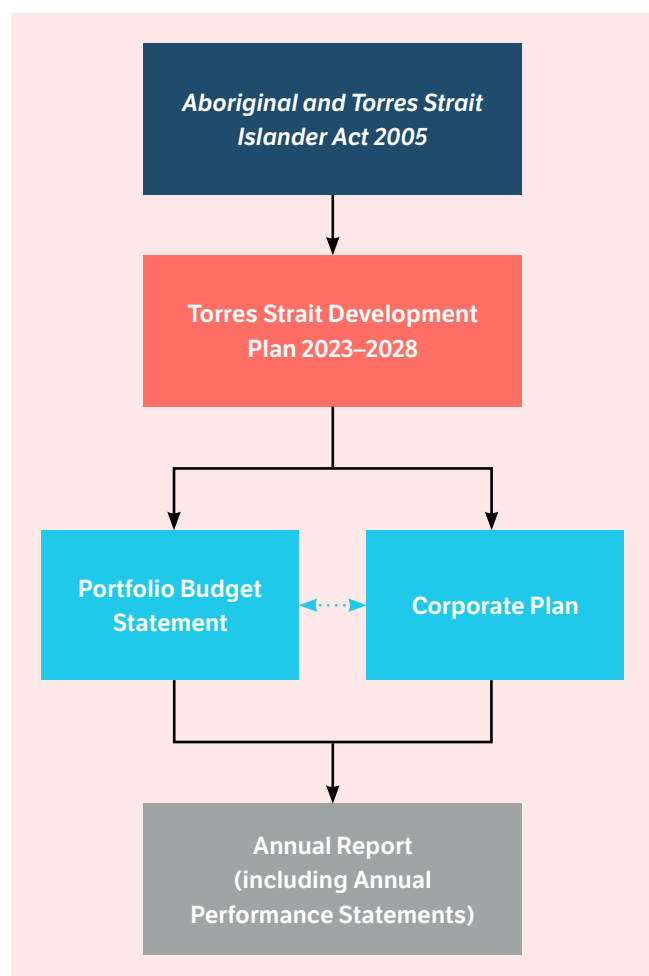 Aboriginal and Torres Strait
Islander Act 2005
Torres Strait Development
Plan 2023–2028
Portfolio Budget
Statement
Corporate Plan
Annual Report
(including Annual
Performance Statements)